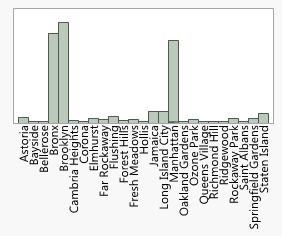 Astoria
Bayside
Bellerose
Bronx
Brooklyn
Cambria Heights
Corona
Elmhurst
Far Rockaway
Flushing
Forest Hills
Fresh Meadows
Hollis
Jamaica
Long Island City
Manhattan
Oakland Gardens
Ozone Park
Queens Village
Richmond Hill
Ridgewood
Rockaway Park
Saint Albans
Springfield Gardens
Staten Island